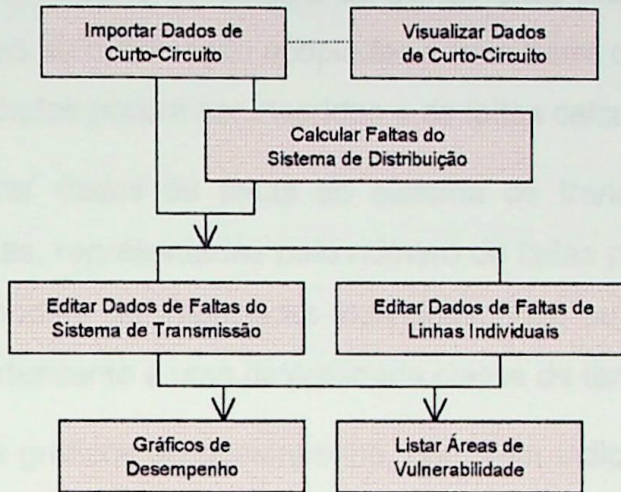 Importar Dados de
Curto-Circuito
Visualizar Dados
de Curto-Circuito
Calcular Faltas do
Sistema de Distribuição
Editar Dados de Faltas do
Sistema de Transmissão
Editar Dados de Faltas de
Linhas Individuais
Gráficos de
Desempenho
Listar Áreas de
Vulnerabilidade